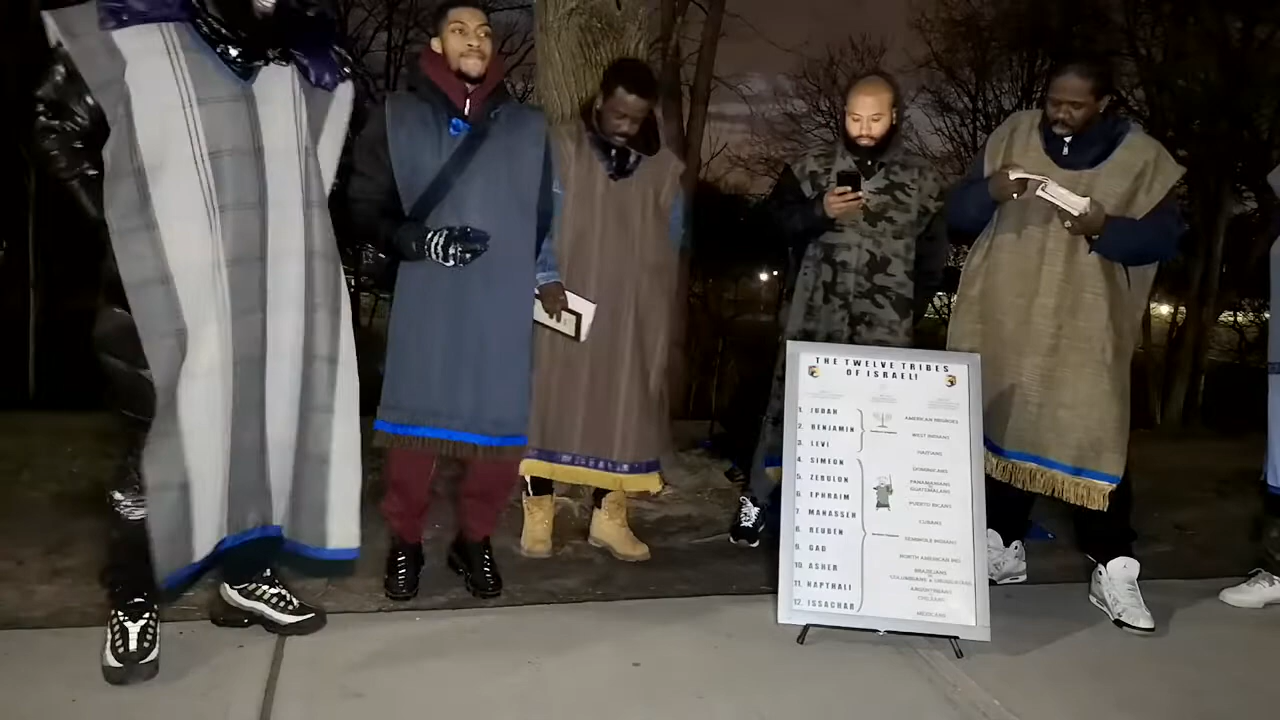 THE TWELVE TRIBES
OF ISRAEL!
1. JUDAH
AMERICAN NEGROES
2. BENJAMIN
WEST INDIANS
3. LEVI
HAITIANS
4. SIMEON
DOMINICANS
5. ZEBULON
PANAMANIANS
GUATEMALANS
6. EPHRAIM
PUERTO RICANS
7. MANASSEH
CUBANS
8. REUBEN
SEMINOLE INDIANS
9. GAD
NORTH AMERICAN IND
10. ASHER
BRAZILIANS
COLUMBIANS & URUGUAYANS
11. NAPTHALI
ARGENTINIANS
CHILEANS
12. ISSACHAR
MEXICANS